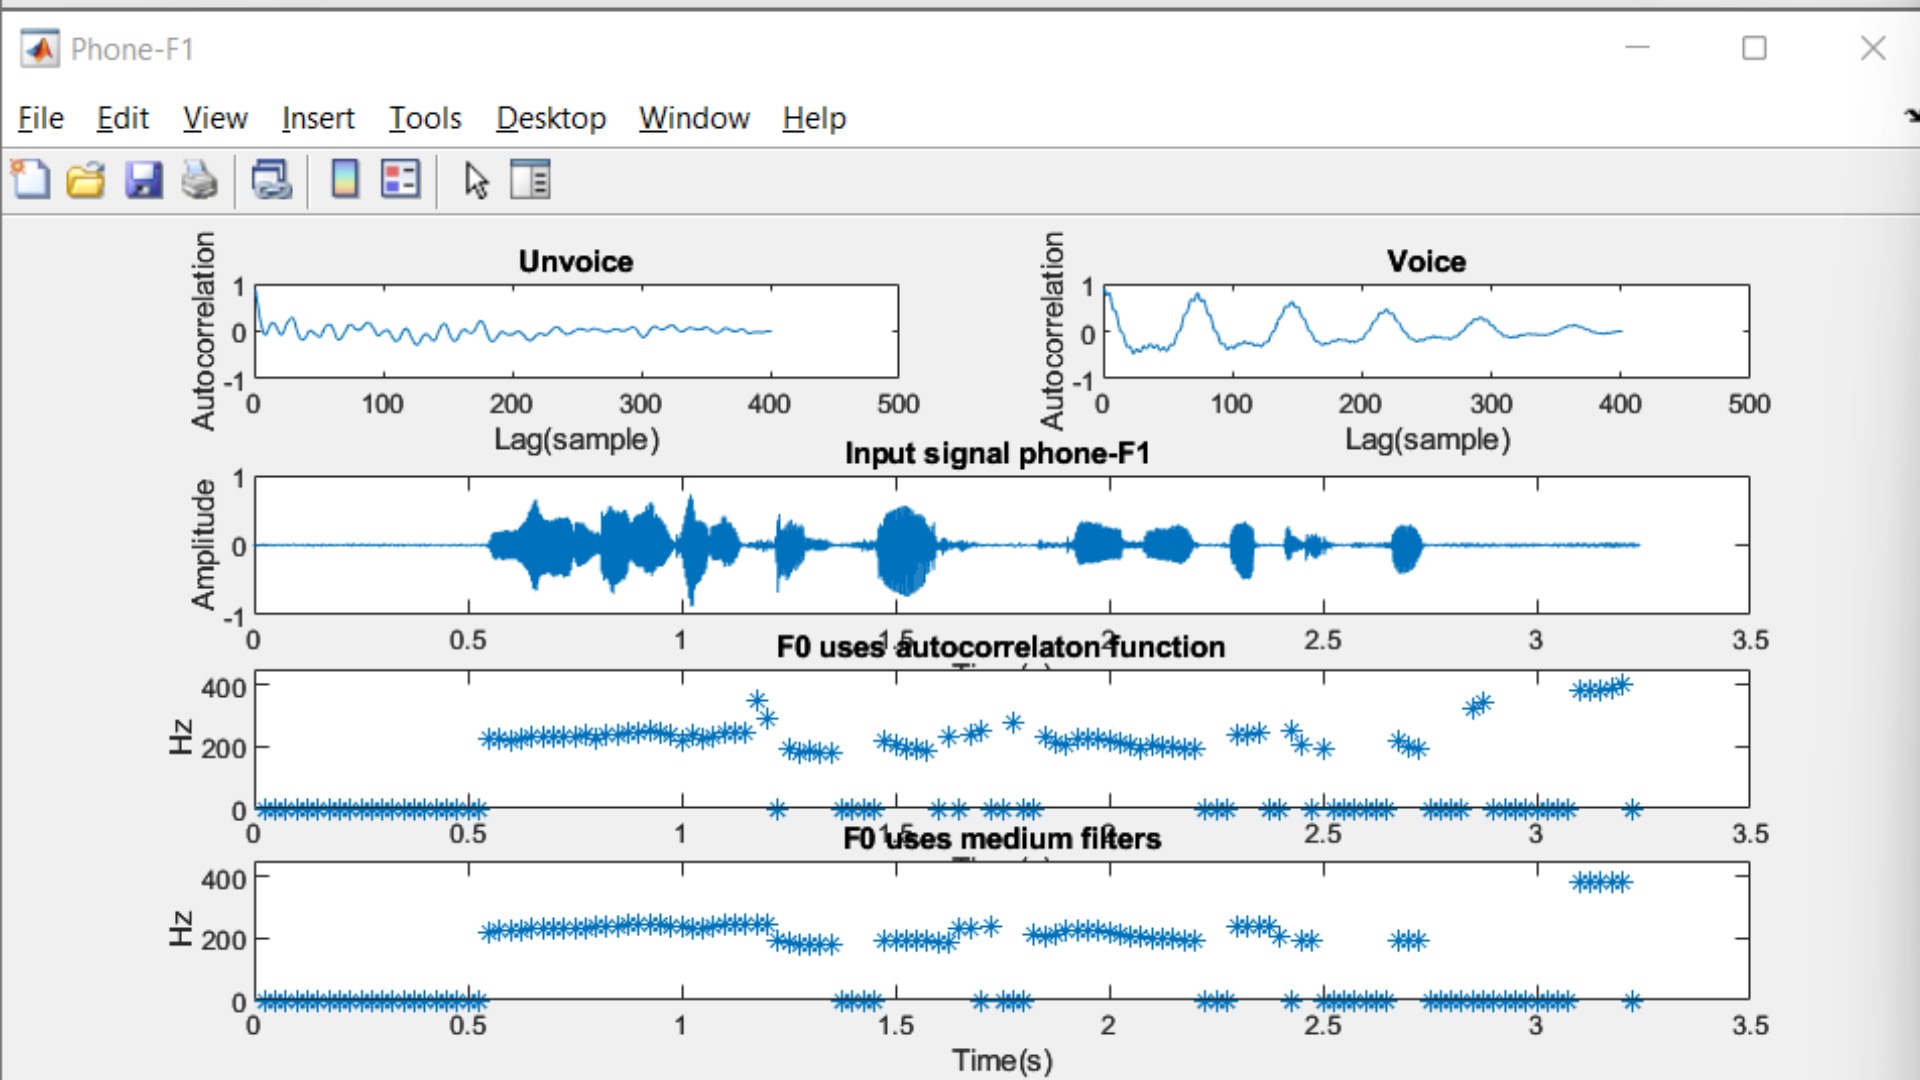 Phone-F1
File Edit View Insert Tools Desktop Window Help
Unvoice
Autocorrelation
1
0
-1
0 100 200 300 400 500
Lag(sample)
Voice
Autocorrelation
1
0
-1
0 100 200 300 400 500
Lag(sample)
Input signal phone-F1
Amplitude
1
0
-1
0 0.5 1 1.5 2 2.5 3 3.5
F0 uses autocorrelaton function
Hz
400
200
0
0 0.5 1 1.5 2.5 3 3.5
F0 uses medium filters
Hz
400
200
0
0 0.5 1 1.5 2 2.5 3 3.5
Time(s)